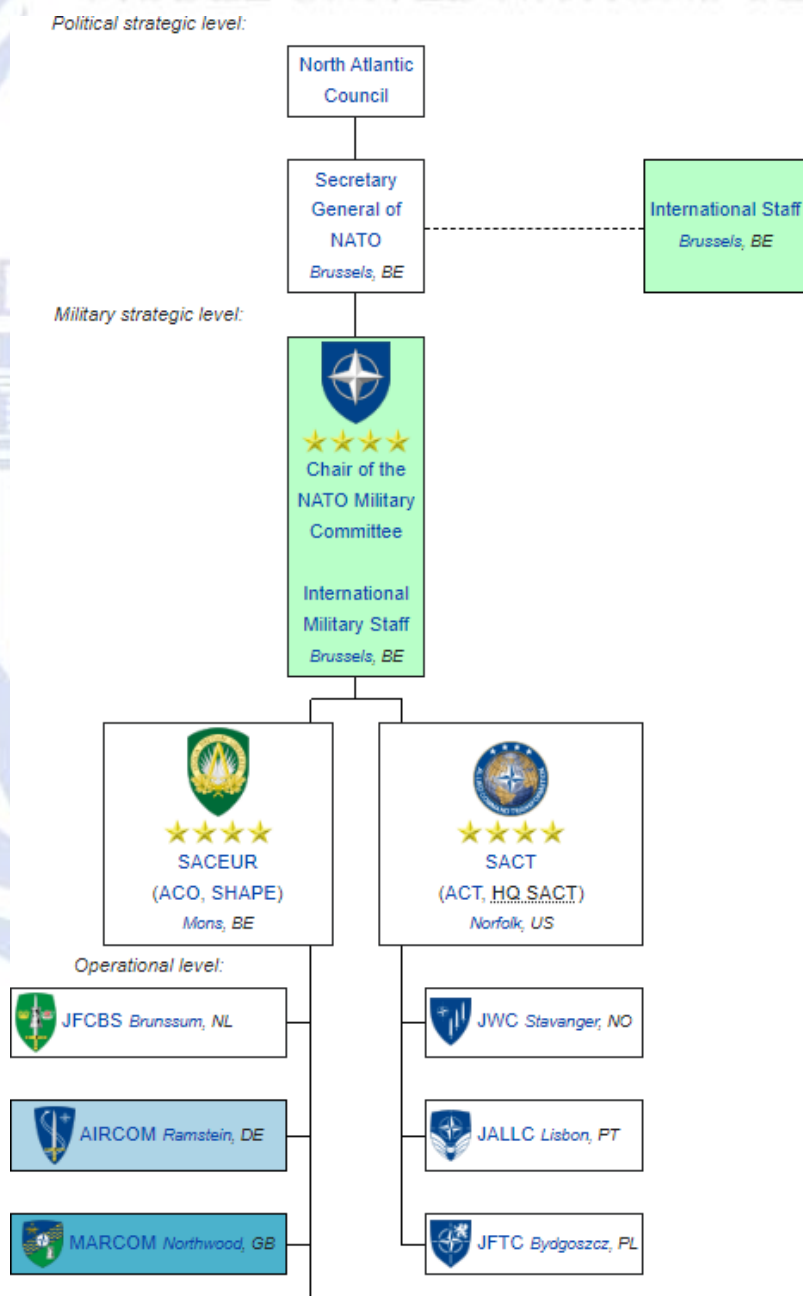 Political strategic level:
North Atlantic
Council
Secretary
General of
NATO
Brussels, BE
International Staff
Brussels, BE
Military strategic level:
Chair of the
NATO Military
Committee
International
Military Staff
Brussels, BE
SACEUR
(ACO, SHAPE)
Mons, BE
SACT
(ACT, HQ SACT)
Norfolk, US
Operational level:
JFCBS Brunssum, NL
JWC Stavanger, NO
AIRCOM Ramstein, DE
JALLC Lisbon, PT
MARCOM Northwood, GB
JFTC Bydgoszcz, PL